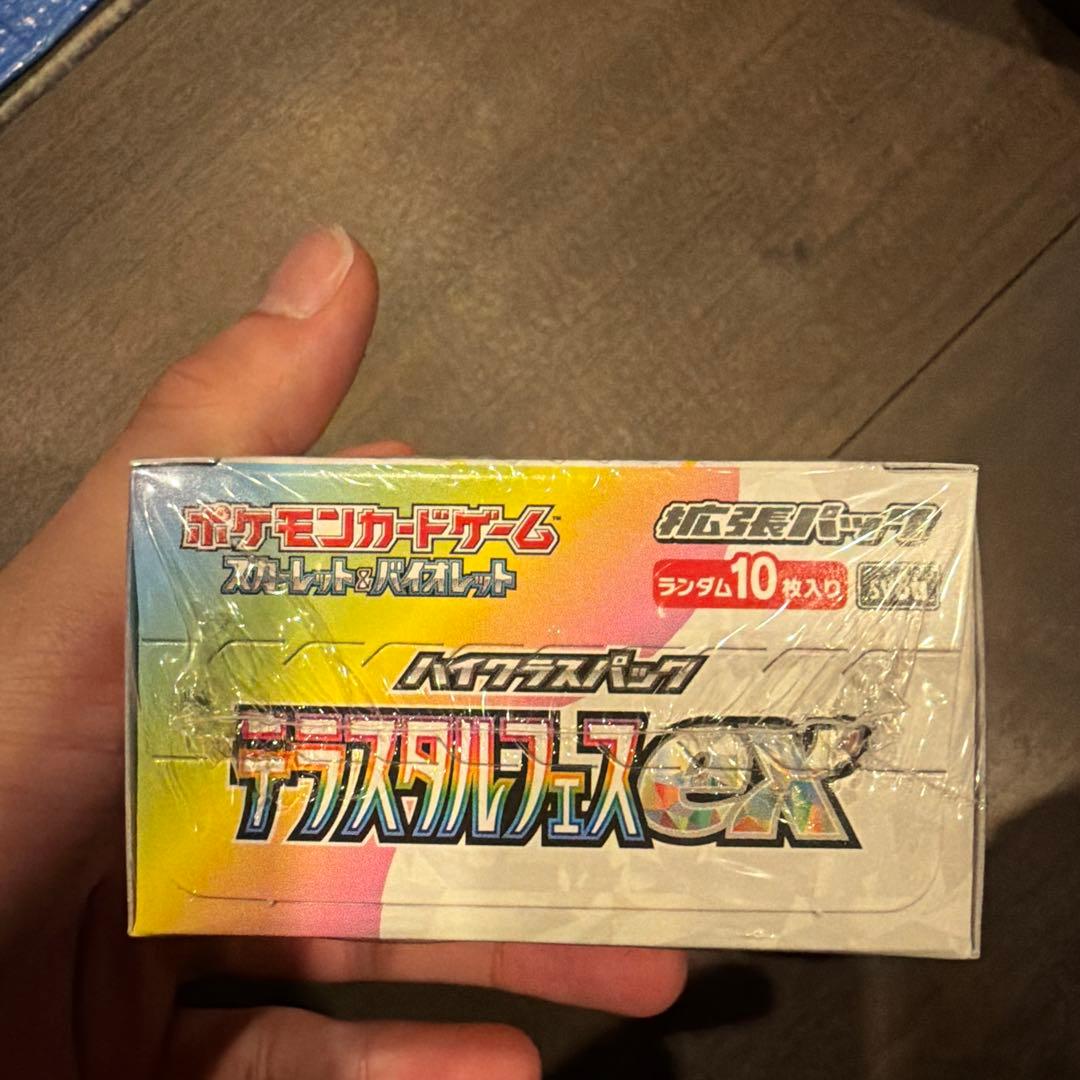 ポケモンカードゲーム™
スカーレット&バイオレット
拡張パック
ランダム10枚入り
ハイクラスパック
テラスタルフェスex